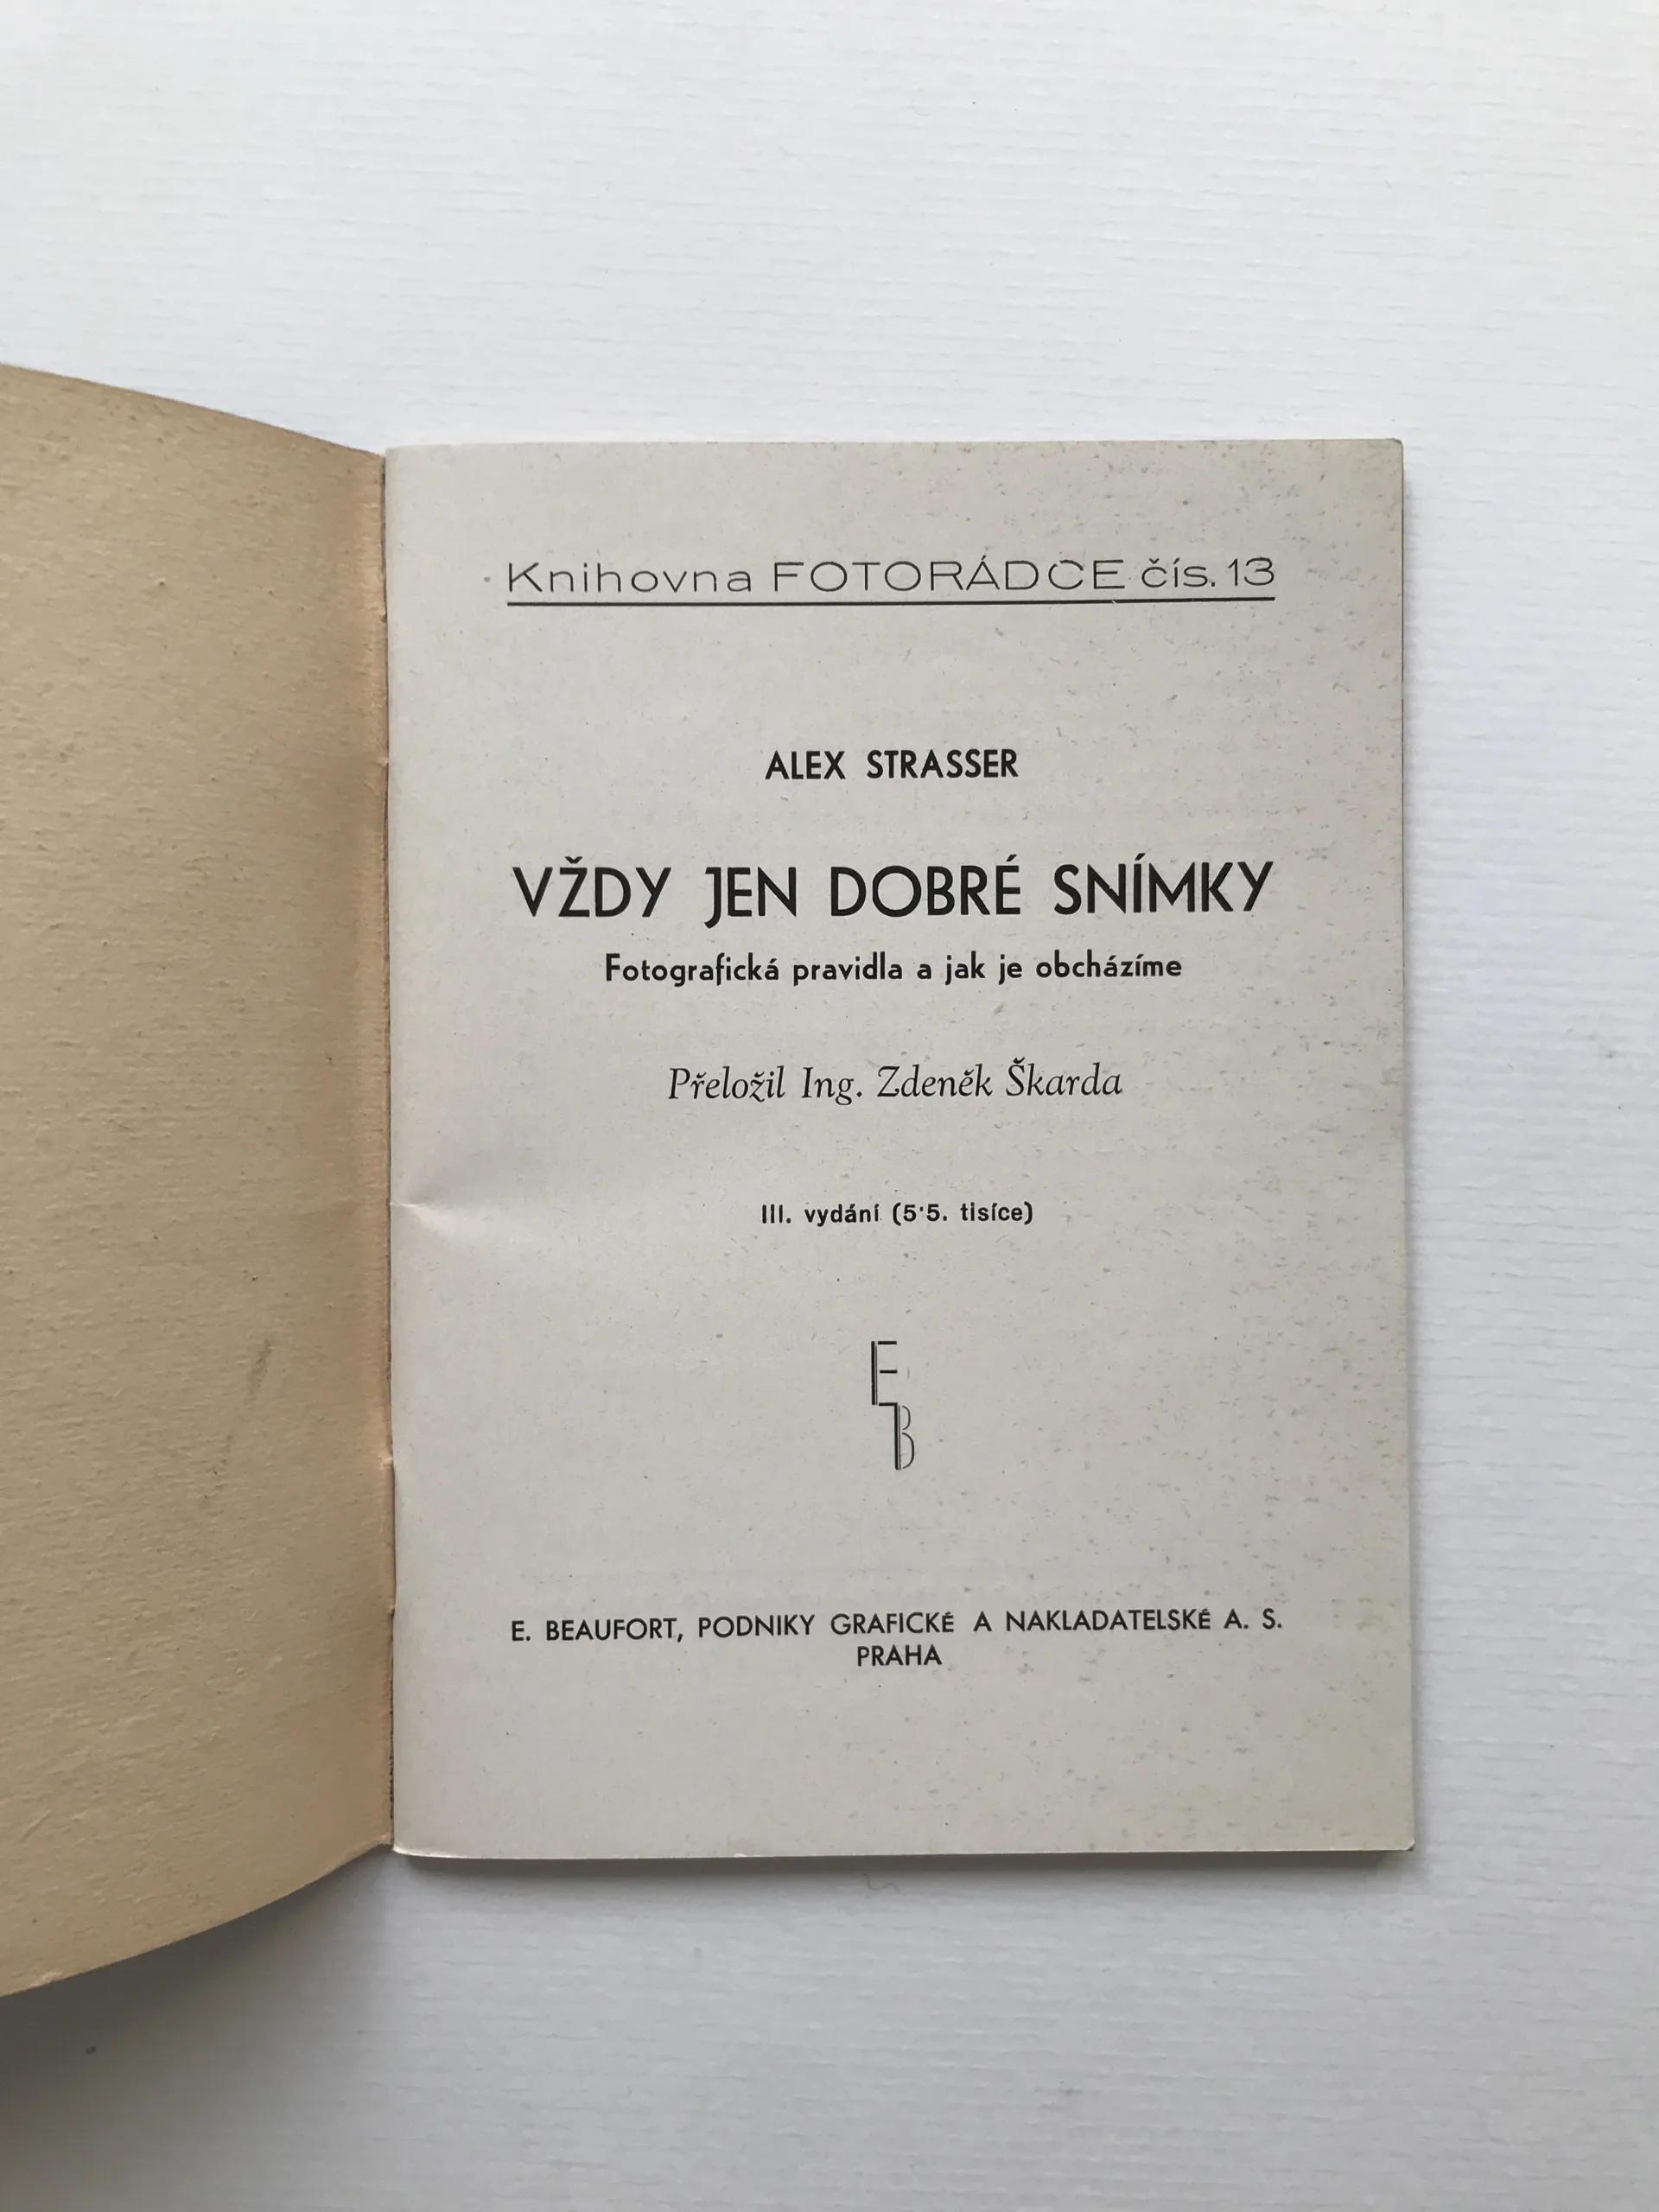 Knihovna FOTORÁDCE čís. 13
ALEX STRASSER
VŽDY JEN DOBRÉ SNÍMKY
Fotografická pravidla a jak je obcházíme
Přeložil Ing. Zdeněk Škarda
III. vydání (5·5. tisíce)
E
B
E. BEAUFORT, PODNIKY GRAFICKÉ A NAKLADATELSKÉ A. S.
PRAHA